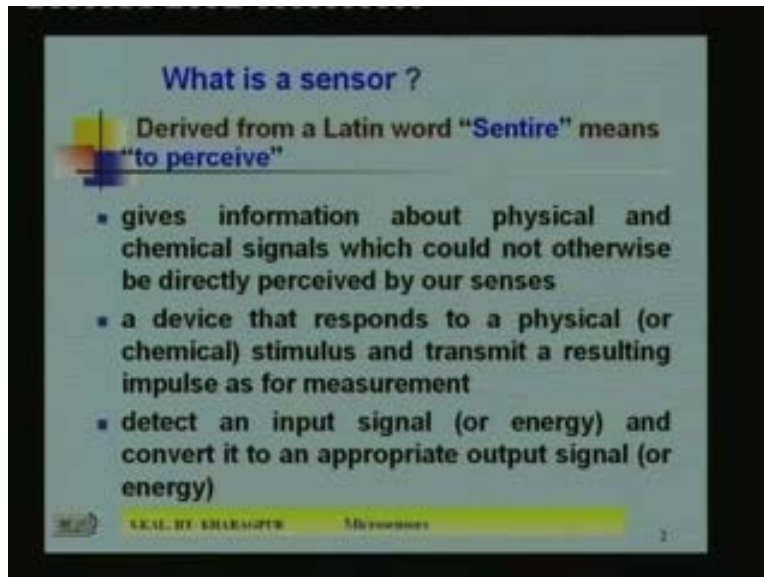 What is a sensor ?
Derived from a Latin word “Sentire” means
“to perceive”
gives information about physical and
chemical signals which could not otherwise
be directly perceived by our senses
a device that responds to a physical (or
chemical) stimulus and transmit a resulting
impulse as for measurement
detect an input signal (or energy) and
convert it to an appropriate output signal (or
energy)
KHARAGPUR Microsensors
2